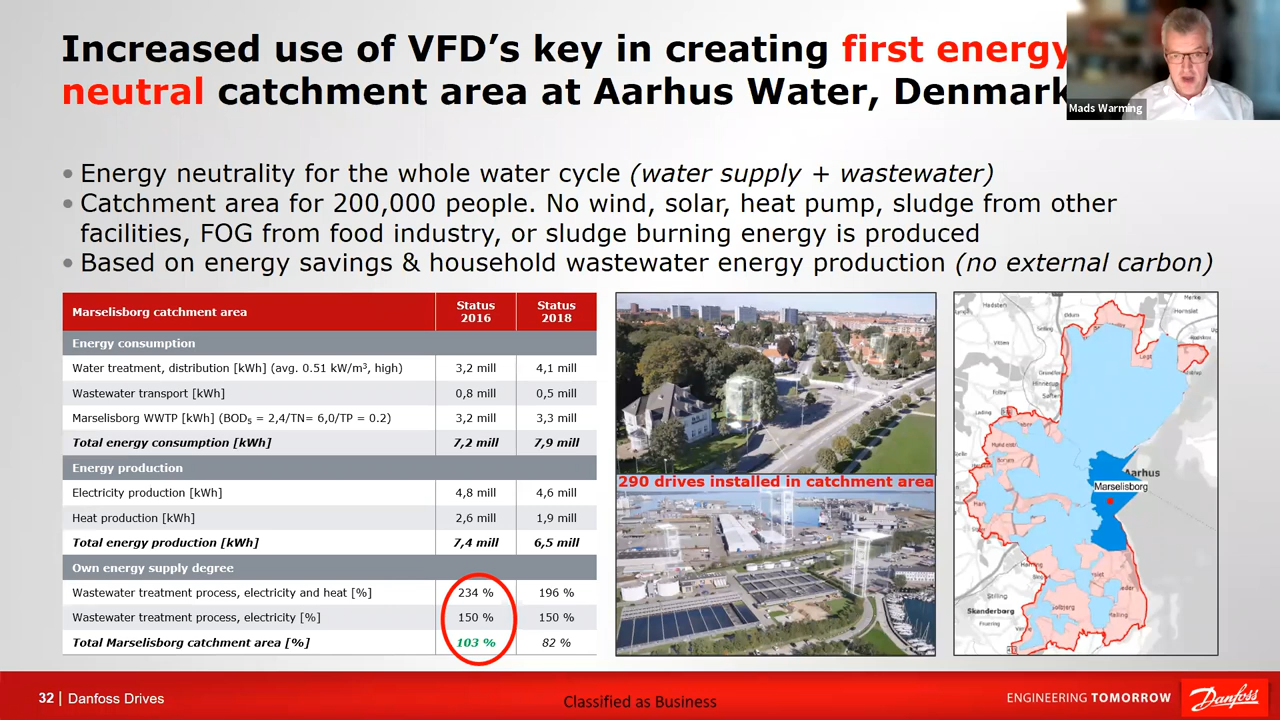 Increased use of VFD's key in creating first energy
neutral catchment area at Aarhus Water, Denmark
Mads Warming
• Energy neutrality for the whole water cycle (water supply + wastewater)
• Catchment area for 200,000 people. No wind, solar, heat pump, sludge from other
facilities, FOG from food industry, or sludge burning energy is produced
• Based on energy savings & household wastewater energy production (no external carbon)
Marselisborg catchment area Status 2016 Status 2018
Energy consumption
Water treatment, distribution [kWh] (avg. 0.51 kW/m³, high) 3,2 mill 4,1 mill
Wastewater transport [kWh] 0,8 mill 0,5 mill
Marselisborg WWTP [kWh] (BOD₅ = 2,4/TN= 6,0/TP = 0.2) 3,2 mill 3,3 mill
Total energy consumption [kWh] 7,2 mill 7,9 mill
Energy production
Electricity production [kWh] 4,8 mill 4,6 mill
Heat production [kWh] 2,6 mill 1,9 mill
Total energy production [kWh] 7,4 mill 6,5 mill
Own energy supply degree
Wastewater treatment process, electricity and heat [%] 234 % 196 %
Wastewater treatment process, electricity [%] 150 % 150 %
Total Marselisborg catchment area [%] 103 % 82 %
290 drives installed in catchment area
Aarhus
Marselisborg
Stilling
Skanderborg
32 | Danfoss Drives
Classified as Business
ENGINEERING TOMORROW
Danfoss